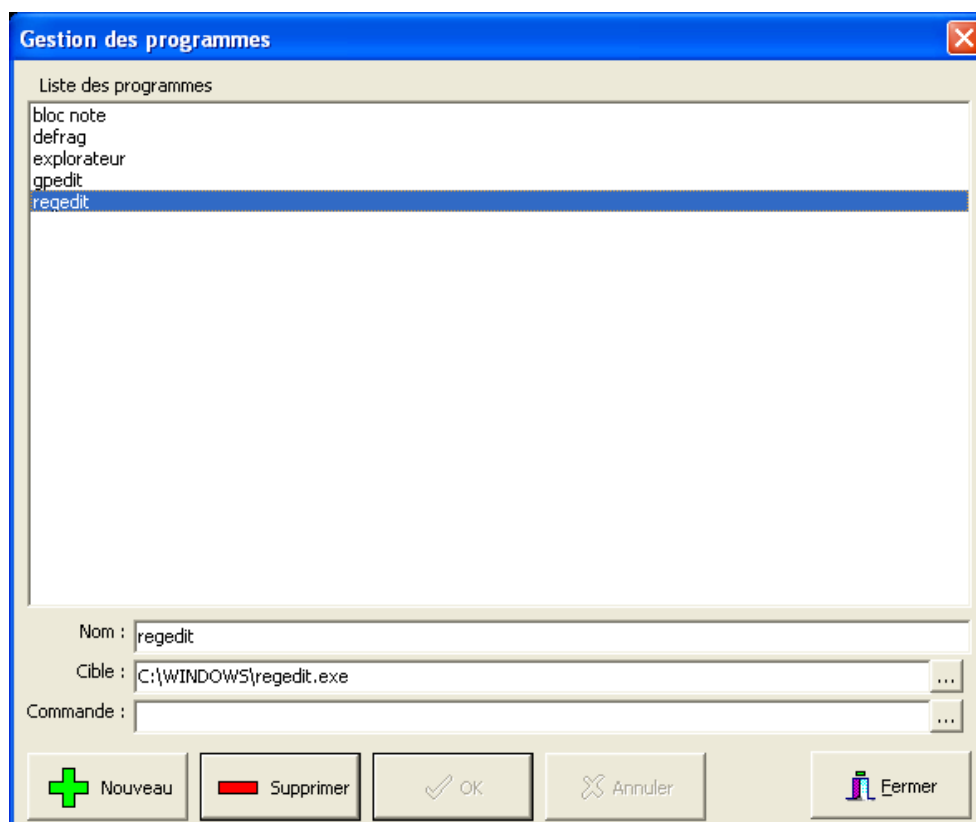 Gestion des programmes
Liste des programmes
bloc note
defrag
explorateur
gpedit
regedit
Nom : regedit
Cible : C:\WINDOWS\regedit.exe ...
Commande : ...
Nouveau Supprimer OK Annuler Fermer